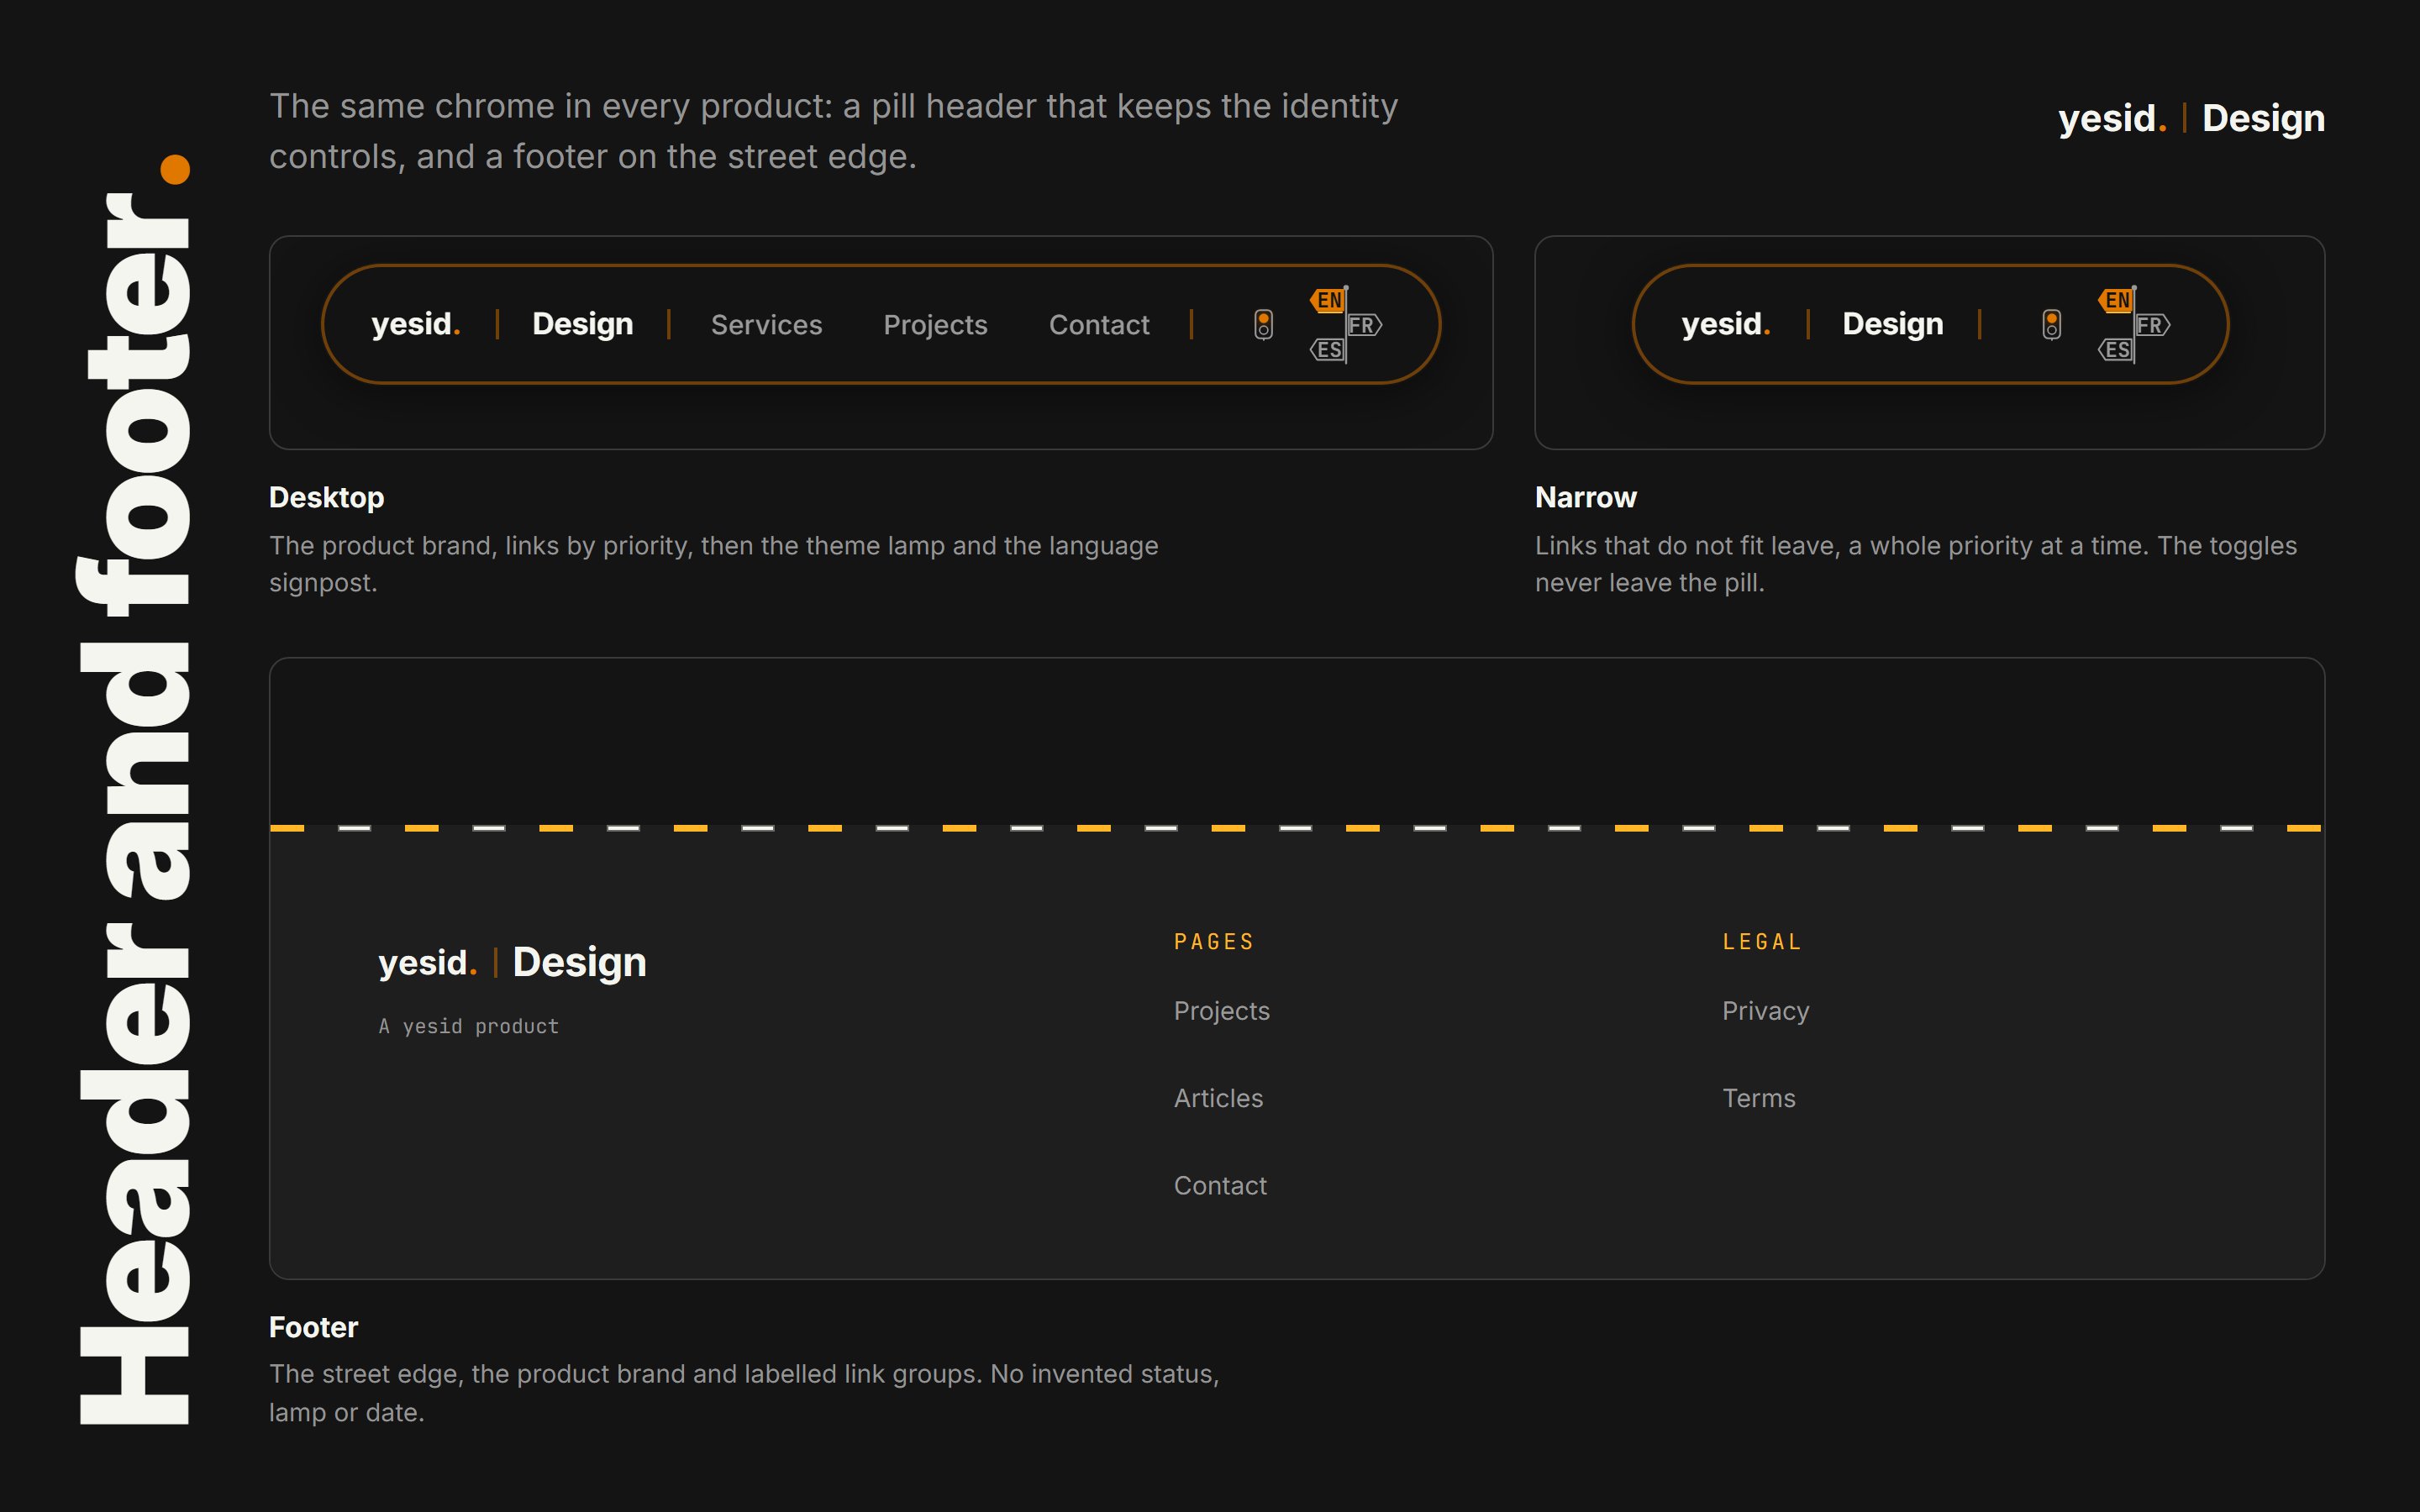 Header and footer.
The same chrome in every product: a pill header that keeps the identity
controls, and a footer on the street edge.
yesid. | Design
yesid. | Design | Services Projects Contact | EN FR ES
yesid. | Design | EN FR ES
Desktop
The product brand, links by priority, then the theme lamp and the language
signpost.
Narrow
Links that do not fit leave, a whole priority at a time. The toggles
never leave the pill.
yesid. | Design
A yesid product
PAGES
Projects
Articles
Contact
LEGAL
Privacy
Terms
Footer
The street edge, the product brand and labelled link groups. No invented status,
lamp or date.